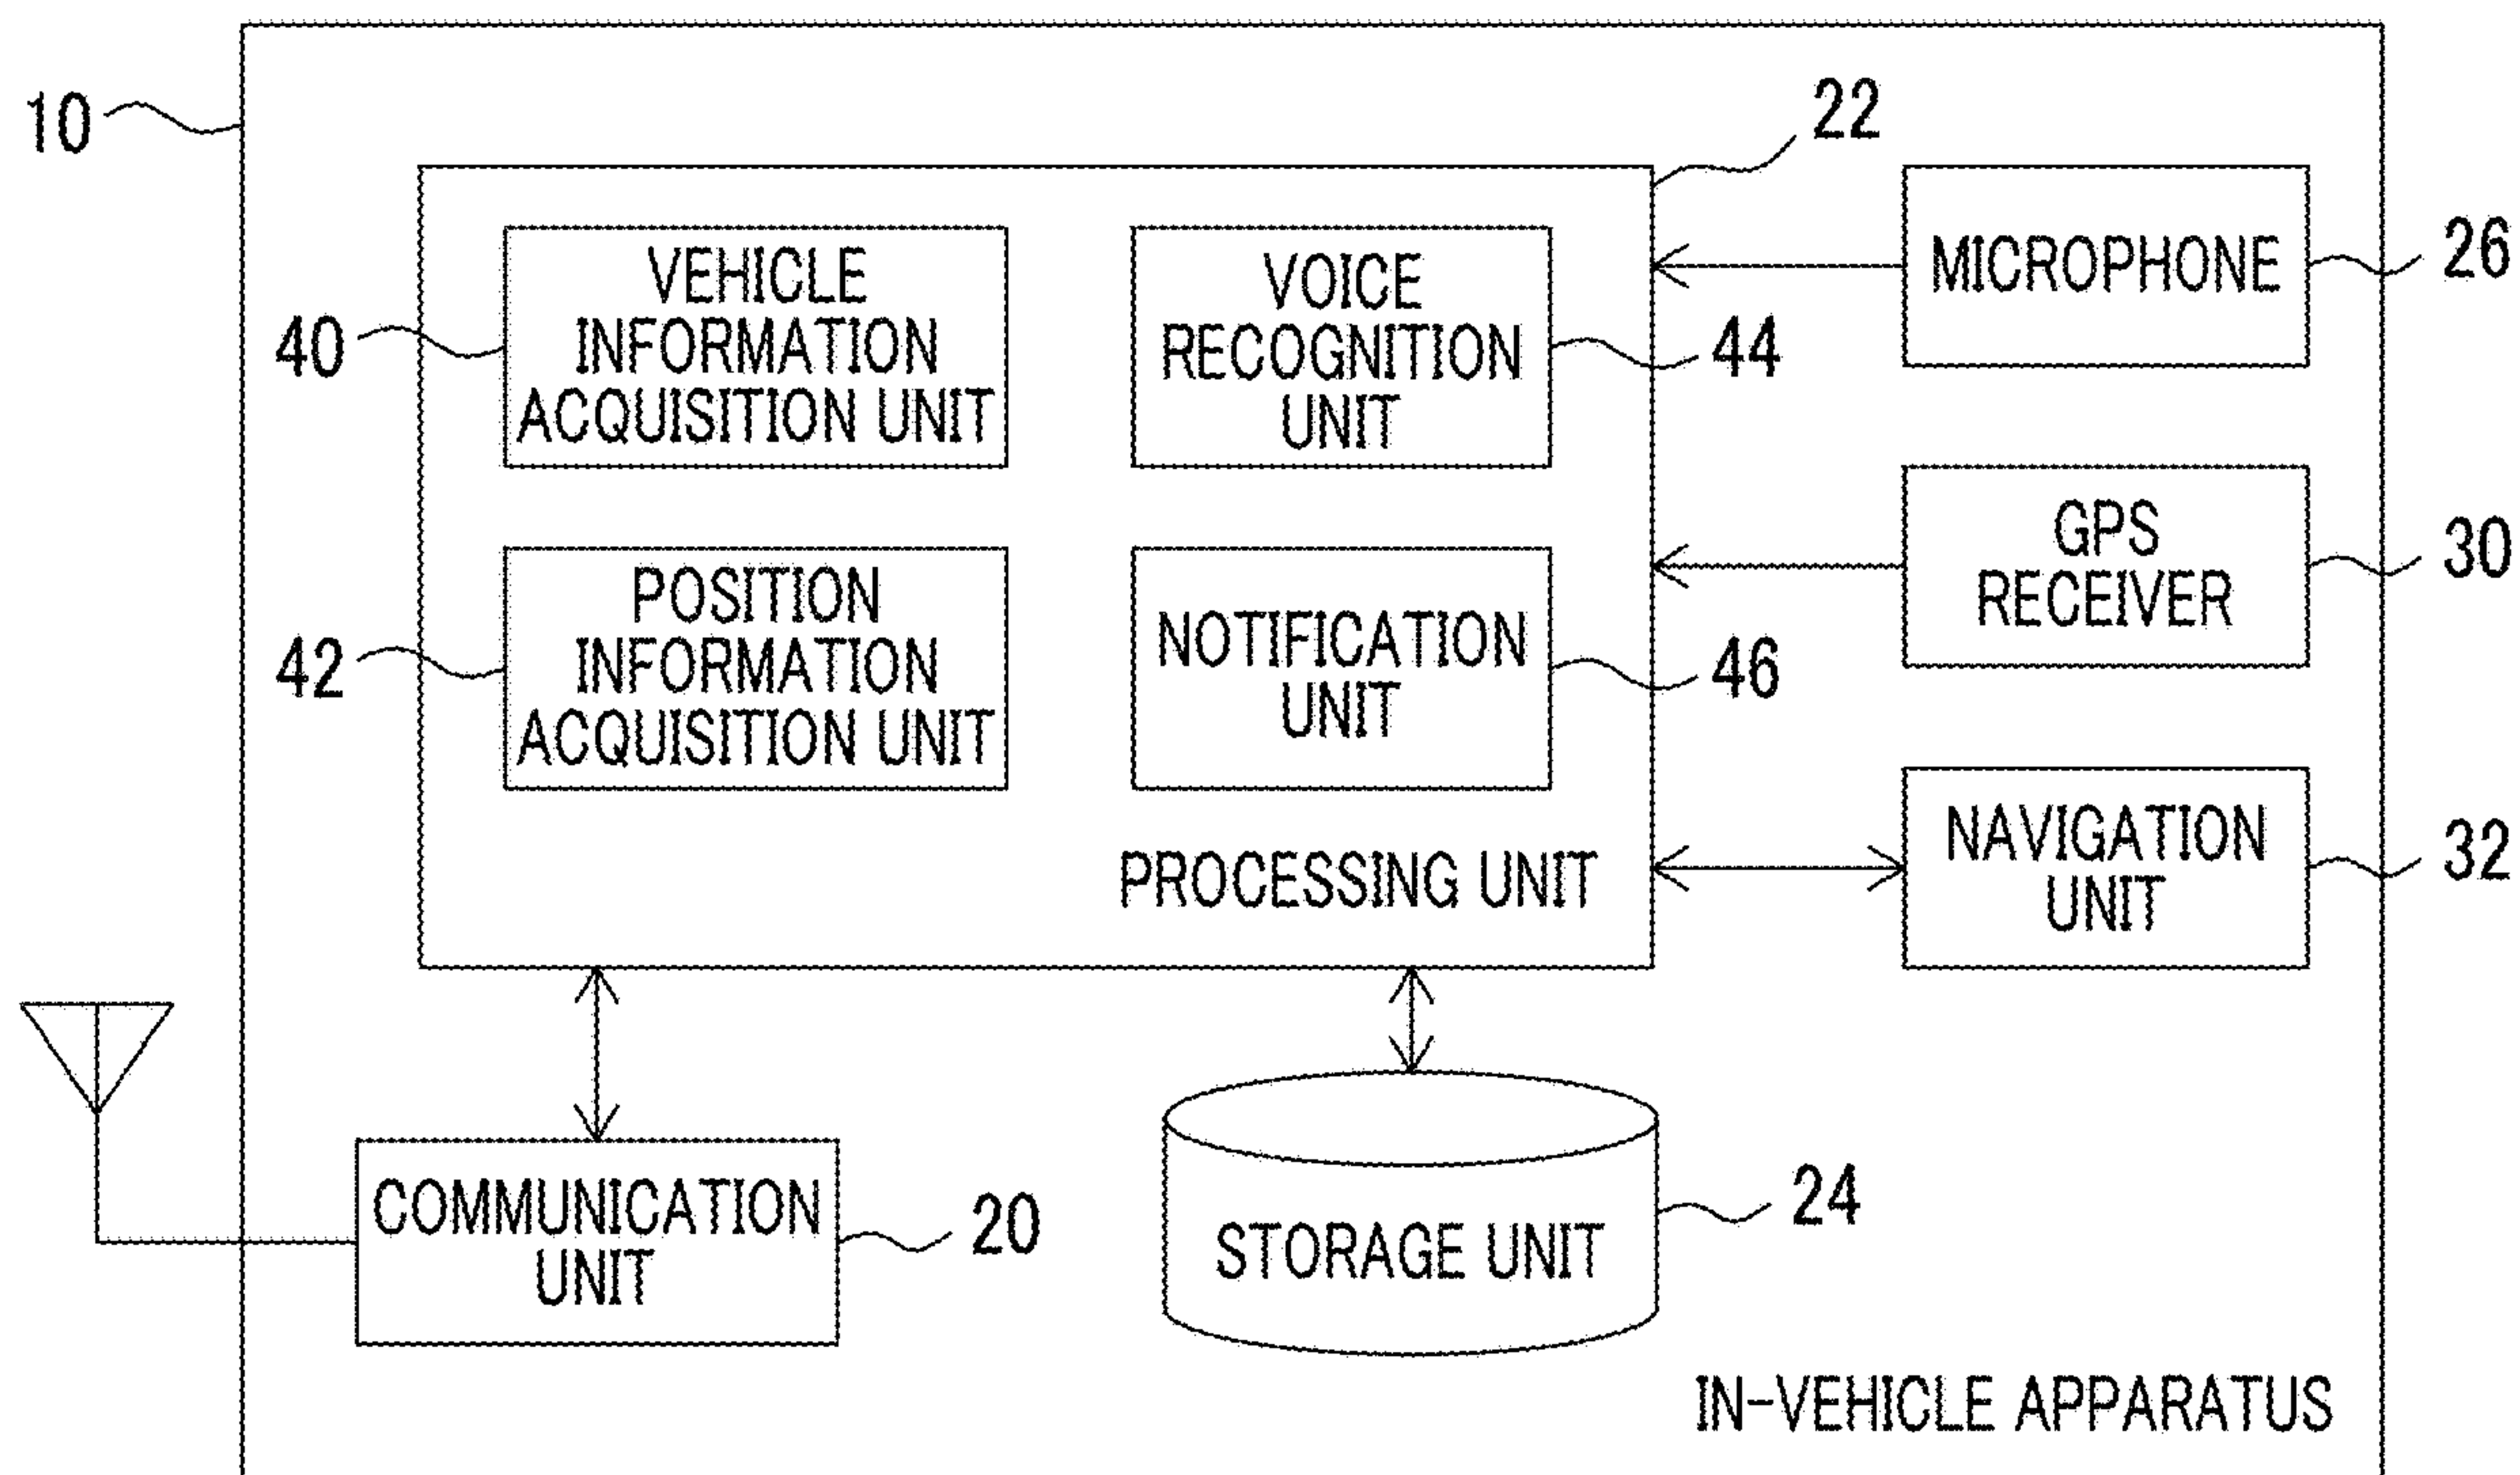 10
22
VEHICLE
INFORMATION
ACQUISITION UNIT
40
VOICE
RECOGNITION
UNIT
44
MICROPHONE
26
POSITION
INFORMATION
ACQUISITION UNIT
42
NOTIFICATION
UNIT
46
GPS
RECEIVER
30
PROCESSING UNIT
NAVIGATION
UNIT
32
COMMUNICATION
UNIT
20
STORAGE UNIT
24
IN-VEHICLE APPARATUS